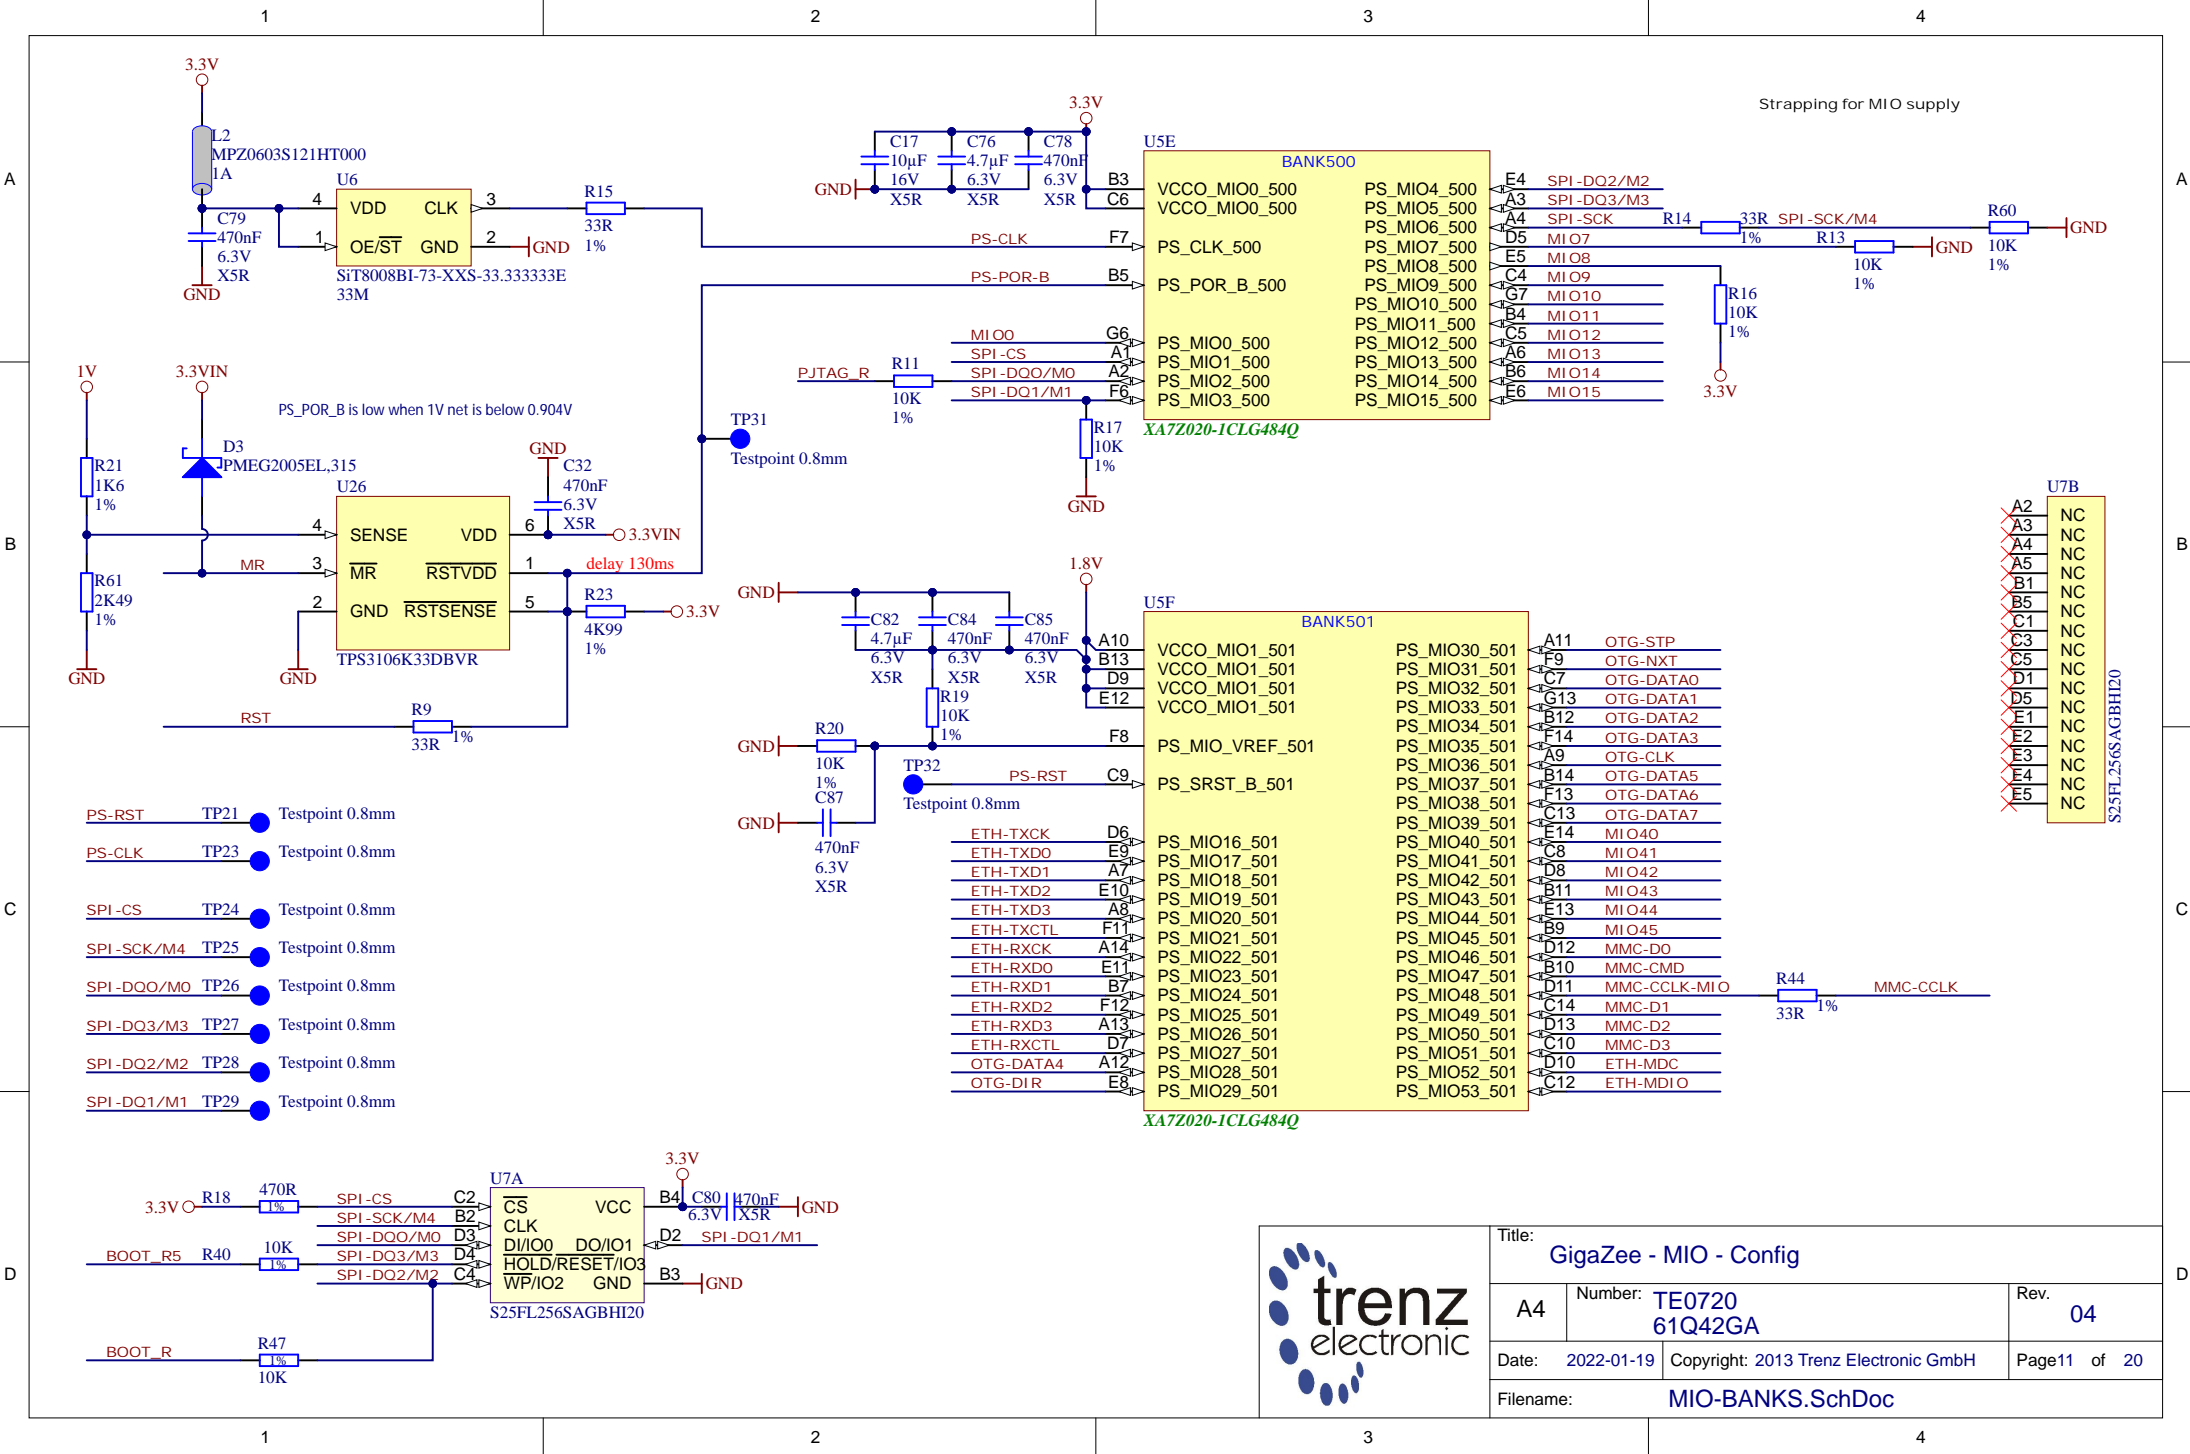 1 2 3 4
A
B
C
D
A
B
C
D
3.3V
L2
MPZ0603S121HT000
1A
C79
470nF
6.3V
X5R
GND
U6
4 VDD CLK 3
1 OE/ST GND 2 GND
SiT8008BI-73-XXS-33.333333E
33M
R15
33R
1%
3.3V
C17
10µF
16V
X5R
C76
4.7µF
6.3V
X5R
C78
470nF
6.3V
X5R
GND
U5E
BANK500
B3 VCCO_MIO0_500
C6 VCCO_MIO0_500
PS-CLK F7 PS_CLK_500
PS-POR-B B5 PS_POR_B_500
MIO0 G6 PS_MIO0_500
SPI-CS A1 PS_MIO1_500
SPI-DQ0/M0 A2 PS_MIO2_500
SPI-DQ1/M1 F6 PS_MIO3_500
PS_MIO4_500 E4 SPI-DQ2/M2
PS_MIO5_500 A3 SPI-DQ3/M3
PS_MIO6_500 A4 SPI-SCK
PS_MIO7_500 D5 MIO7
PS_MIO8_500 E5 MIO8
PS_MIO9_500 C4 MIO9
PS_MIO10_500 G7 MIO10
PS_MIO11_500 B4 MIO11
PS_MIO12_500 C5 MIO12
PS_MIO13_500 A6 MIO13
PS_MIO14_500 B6 MIO14
PS_MIO15_500 E6 MIO15
XA7Z020-1CLG484Q
PJTAG_R
R11
10K
1%
R17
10K
1%
GND
Strapping for MIO supply
R14 33R SPI-SCK/M4
1%
R60
10K
1%
GND
R13
10K
1%
GND
R16
10K
1%
3.3V
1V
R21
1K6
1%
R61
2K49
1%
GND
3.3VIN
PS_POR_B is low when 1V net is below 0.904V
D3
PMEG2005EL,315
U26
4 SENSE VDD 6
MR 3 MR RSTVDD 1
2 GND RSTSENSE 5
TPS3106K33DBVR
GND
GND
C32
470nF
6.3V
X5R
3.3VIN
delay 130ms
R23
4K99
1%
3.3V
TP31
Testpoint 0.8mm
RST
R9
33R 1%
GND
C82
4.7µF
6.3V
X5R
C84
470nF
6.3V
X5R
C85
470nF
6.3V
X5R
1.8V
R19
10K
1%
GND
R20
10K
1%
GND
C87
470nF
6.3V
X5R
TP32
Testpoint 0.8mm
U5F
BANK501
A10 VCCO_MIO1_501
B13 VCCO_MIO1_501
D9 VCCO_MIO1_501
E12 VCCO_MIO1_501
F8 PS_MIO_VREF_501
PS-RST C9 PS_SRST_B_501
ETH-TXCK D6 PS_MIO16_501
ETH-TXD0 E9 PS_MIO17_501
ETH-TXD1 A7 PS_MIO18_501
ETH-TXD2 E10 PS_MIO19_501
ETH-TXD3 A8 PS_MIO20_501
ETH-TXCTL F11 PS_MIO21_501
ETH-RXCK A14 PS_MIO22_501
ETH-RXD0 E11 PS_MIO23_501
ETH-RXD1 B7 PS_MIO24_501
ETH-RXD2 F12 PS_MIO25_501
ETH-RXD3 A13 PS_MIO26_501
ETH-RXCTL D7 PS_MIO27_501
OTG-DATA4 A12 PS_MIO28_501
OTG-DIR E8 PS_MIO29_501
PS_MIO30_501 A11 OTG-STP
PS_MIO31_501 F9 OTG-NXT
PS_MIO32_501 C7 OTG-DATA0
PS_MIO33_501 G13 OTG-DATA1
PS_MIO34_501 B12 OTG-DATA2
PS_MIO35_501 F14 OTG-DATA3
PS_MIO36_501 A9 OTG-CLK
PS_MIO37_501 B14 OTG-DATA5
PS_MIO38_501 F13 OTG-DATA6
PS_MIO39_501 C13 OTG-DATA7
PS_MIO40_501 E14 MIO40
PS_MIO41_501 C8 MIO41
PS_MIO42_501 D8 MIO42
PS_MIO43_501 B11 MIO43
PS_MIO44_501 E13 MIO44
PS_MIO45_501 B9 MIO45
PS_MIO46_501 D12 MMC-D0
PS_MIO47_501 B10 MMC-CMD
PS_MIO48_501 D11 MMC-CCLK-MIO
PS_MIO49_501 C14 MMC-D1
PS_MIO50_501 D13 MMC-D2
PS_MIO51_501 C10 MMC-D3
PS_MIO52_501 D10 ETH-MDC
PS_MIO53_501 C12 ETH-MDIO
XA7Z020-1CLG484Q
R44
33R 1%
MMC-CCLK
U7B
A2 NC
A3 NC
A4 NC
A5 NC
B1 NC
B5 NC
C1 NC
C3 NC
C5 NC
D1 NC
D5 NC
E1 NC
E2 NC
E3 NC
E4 NC
E5 NC
S25FL256SAGBHI20
PS-RST TP21 Testpoint 0.8mm
PS-CLK TP23 Testpoint 0.8mm
SPI-CS TP24 Testpoint 0.8mm
SPI-SCK/M4 TP25 Testpoint 0.8mm
SPI-DQ0/M0 TP26 Testpoint 0.8mm
SPI-DQ3/M3 TP27 Testpoint 0.8mm
SPI-DQ2/M2 TP28 Testpoint 0.8mm
SPI-DQ1/M1 TP29 Testpoint 0.8mm
3.3V R18 470R 1%
BOOT_R5 R40 10K 1%
BOOT_R R47 1% 10K
U7A
SPI-CS C2 CS
SPI-SCK/M4 B2 CLK
SPI-DQ0/M0 D3 DI/IO0
SPI-DQ3/M3 D4 HOLD/RESET/IO3
SPI-DQ2/M2 C4 WP/IO2
VCC B4
DO/IO1 D2 SPI-DQ1/M1
GND B3 GND
S25FL256SAGBHI20
3.3V
C80 470nF
6.3V X5R
GND
trenz
electronic
Title:
GigaZee - MIO - Config
A4
Number: TE0720
61Q42GA
Rev.
04
Date: 2022-01-19 Copyright: 2013 Trenz Electronic GmbH Page11 of 20
Filename: MIO-BANKS.SchDoc
1 2 3 4